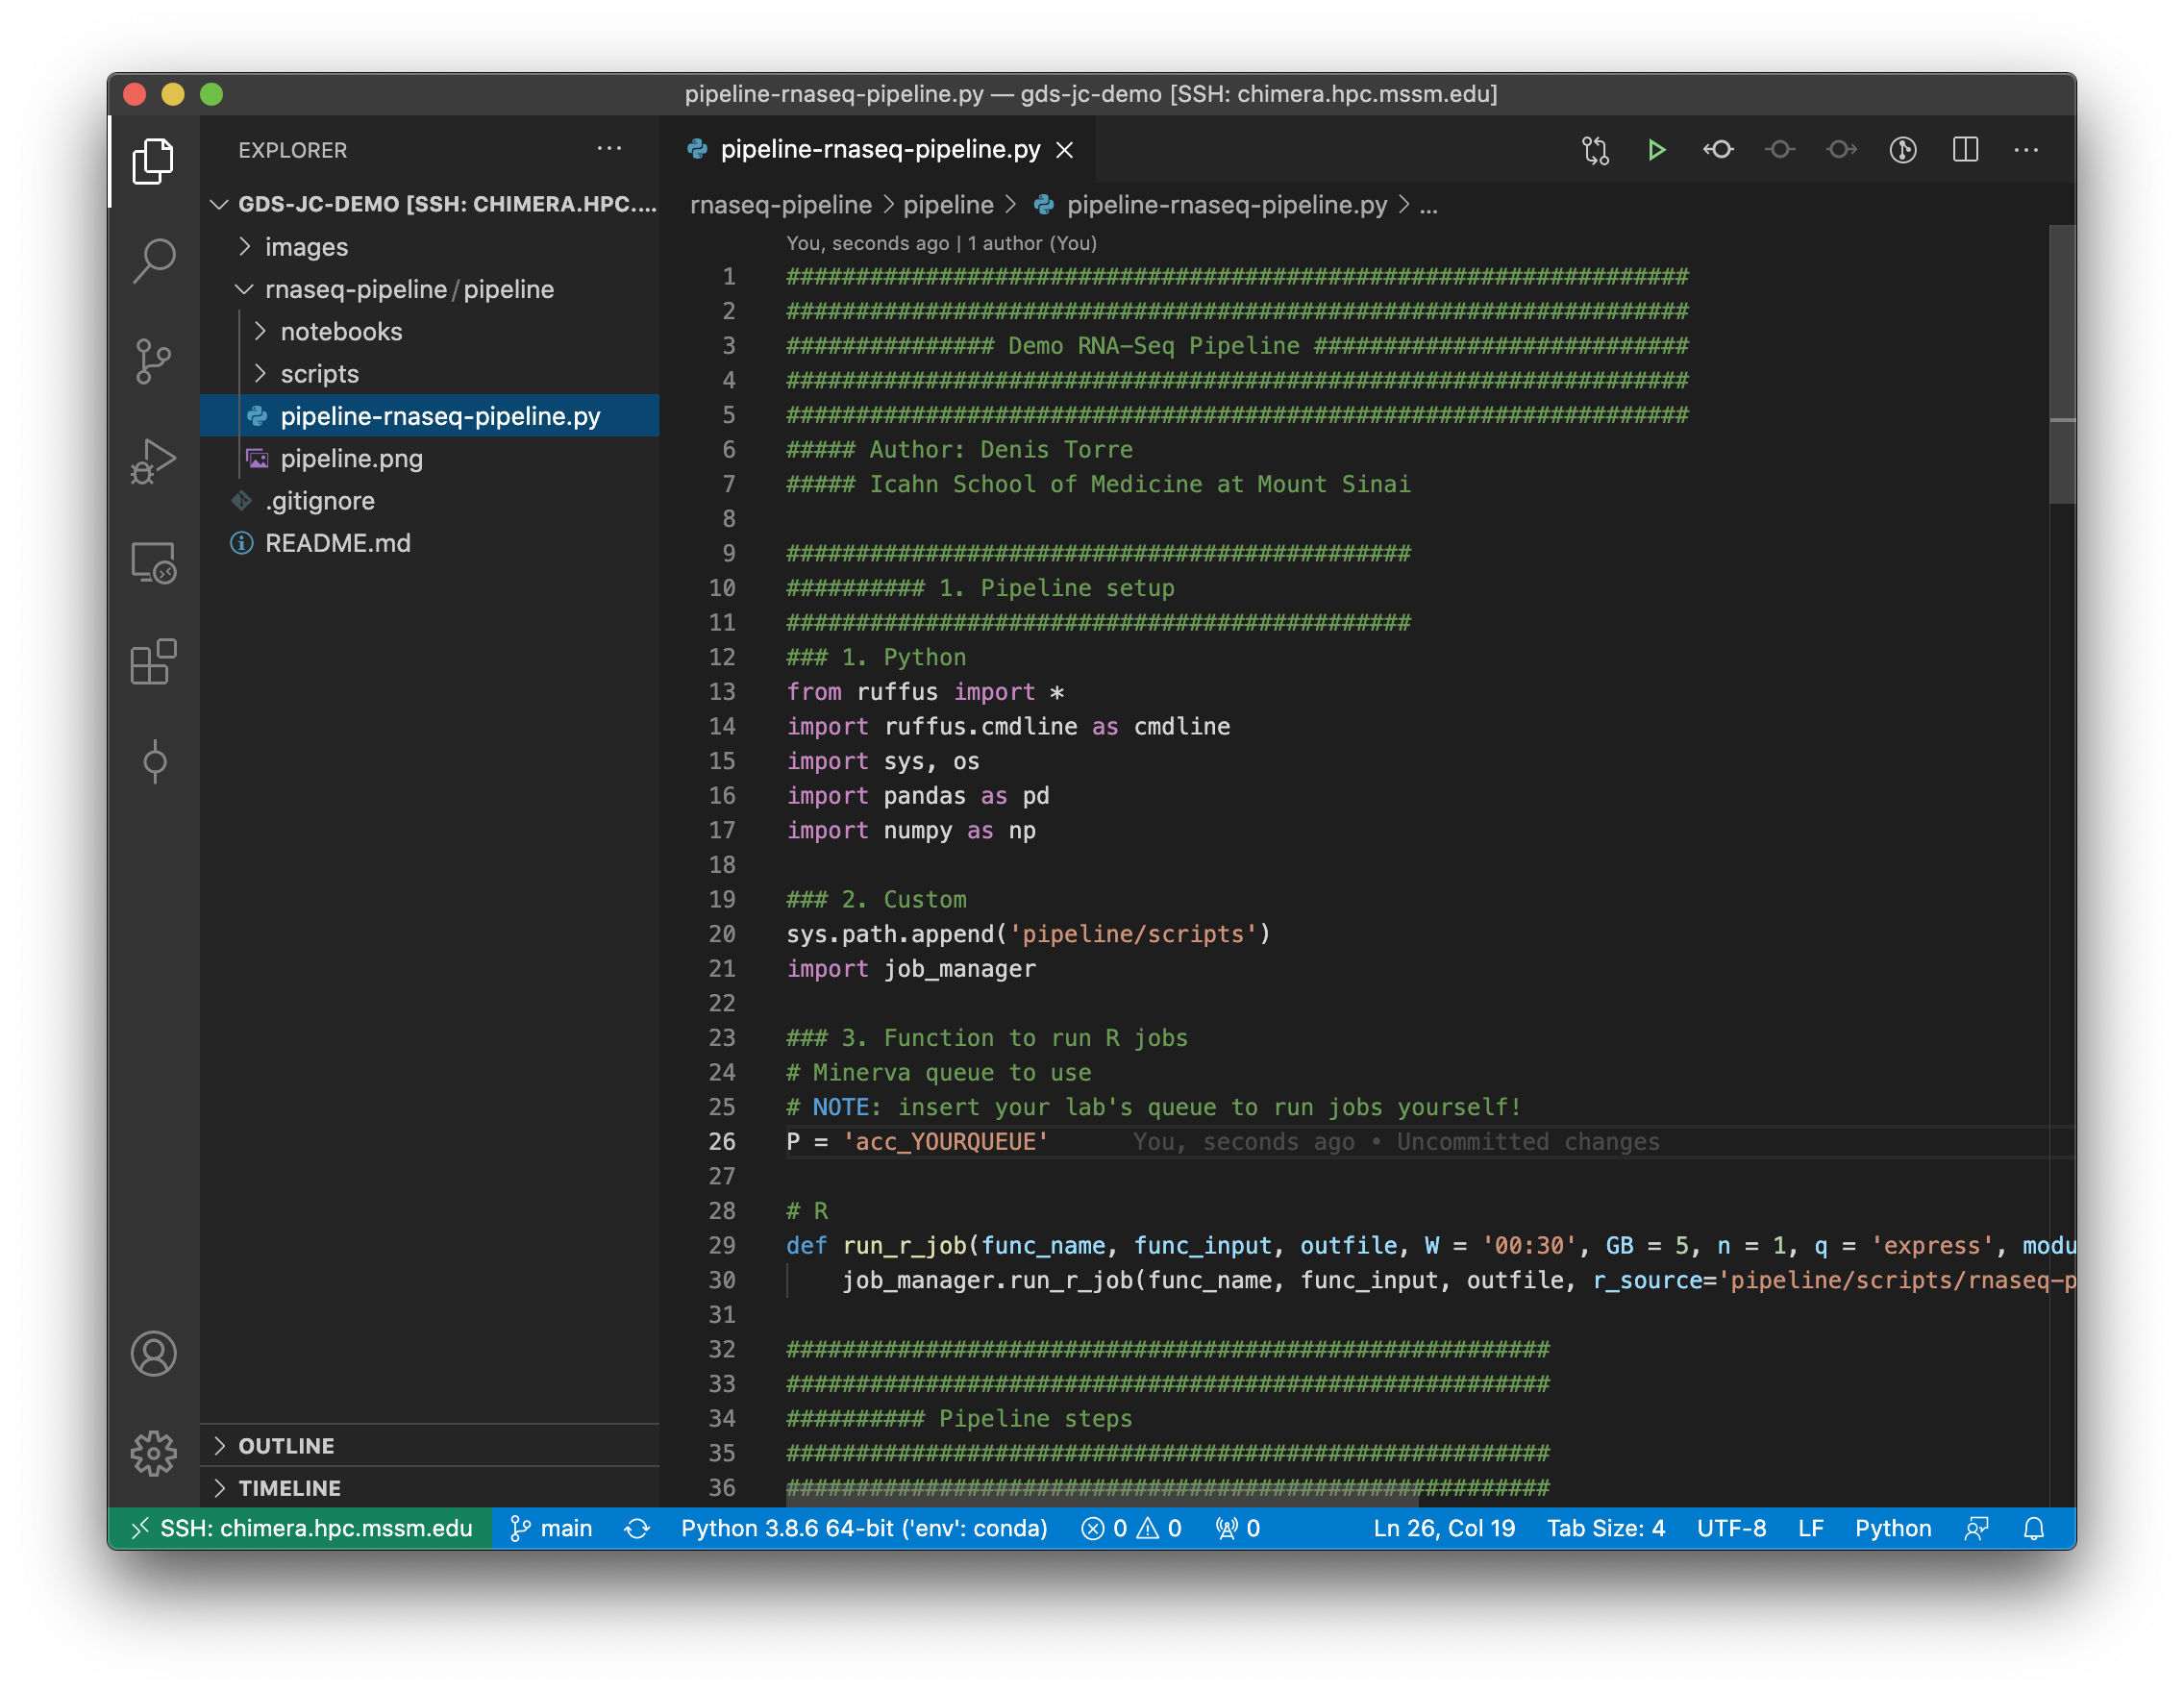 pipeline-rnaseq-pipeline.py — gds-jc-demo [SSH: chimera.hpc.mssm.edu]
EXPLORER ...
GDS-JC-DEMO [SSH: CHIMERA.HPC....
images
rnaseq-pipeline / pipeline
notebooks
scripts
pipeline-rnaseq-pipeline.py
pipeline.png
.gitignore
README.md
OUTLINE
TIMELINE
pipeline-rnaseq-pipeline.py
rnaseq-pipeline > pipeline > pipeline-rnaseq-pipeline.py > ...
You, seconds ago | 1 author (You)
1 #################################################################
2 #################################################################
3 ############### Demo RNA-Seq Pipeline ###########################
4 #################################################################
5 #################################################################
6 ##### Author: Denis Torre
7 ##### Icahn School of Medicine at Mount Sinai
8
9 #############################################
10 ########## 1. Pipeline setup
11 #############################################
12 ### 1. Python
13 from ruffus import *
14 import ruffus.cmdline as cmdline
15 import sys, os
16 import pandas as pd
17 import numpy as np
18
19 ### 2. Custom
20 sys.path.append('pipeline/scripts')
21 import job_manager
22
23 ### 3. Function to run R jobs
24 # Minerva queue to use
25 # NOTE: insert your lab's queue to run jobs yourself!
26 P = 'acc_YOURQUEUE' You, seconds ago • Uncommitted changes
27
28 # R
29 def run_r_job(func_name, func_input, outfile, W = '00:30', GB = 5, n = 1, q = 'express', modu
30     job_manager.run_r_job(func_name, func_input, outfile, r_source='pipeline/scripts/rnaseq-p
31
32 #######################################################
33 #######################################################
34 ########## Pipeline steps
35 #######################################################
36 #######################################################
SSH: chimera.hpc.mssm.edu main Python 3.8.6 64-bit ('env': conda) 0 0 0 Ln 26, Col 19 Tab Size: 4 UTF-8 LF Python